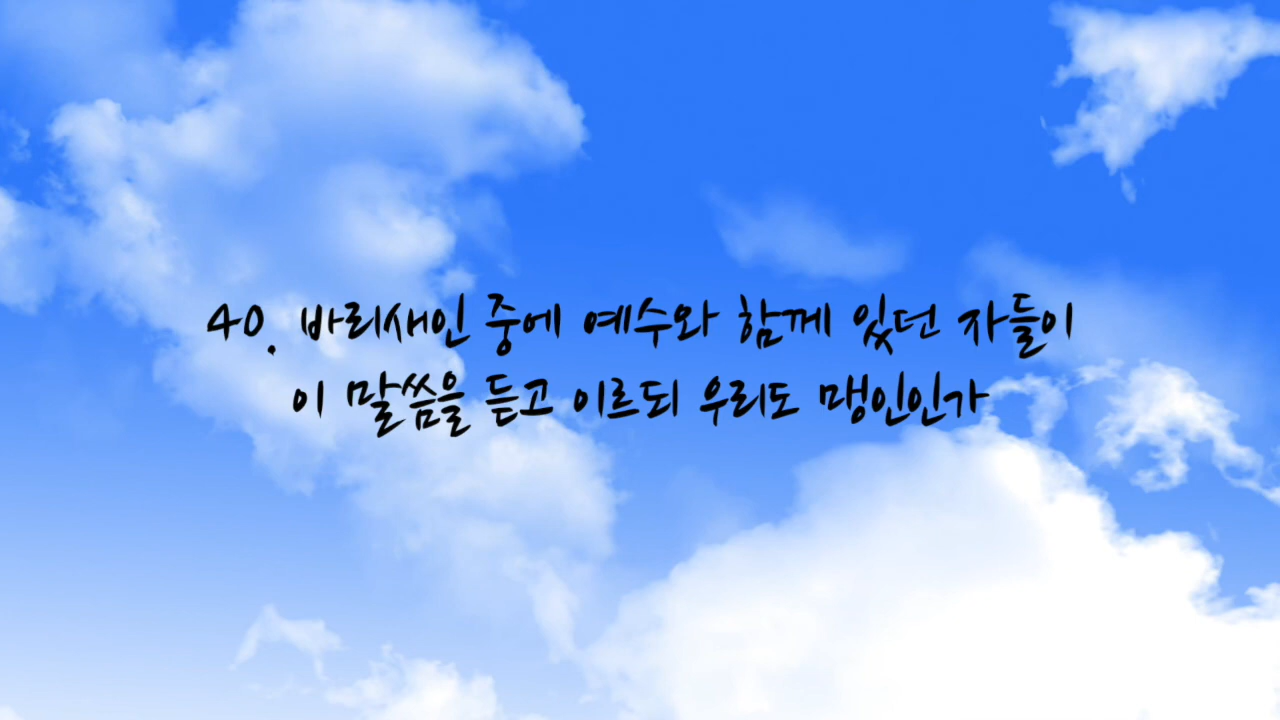 40. 바리새인 중에 예수와 함께 있던 자들이
이 말씀을 듣고 이르되 우리도 맹인인가